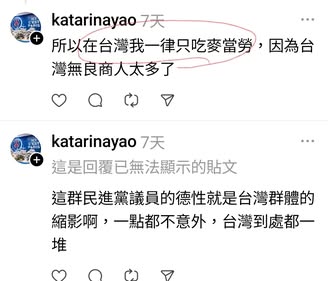 katarinayao 7天
所以在台灣我一律只吃麥當勞，因為台
灣無良商人太多了
katarinayao 7天
這是回覆已無法顯示的貼文
這群民進黨議員的德性就是台灣群體的
縮影啊，一點都不意外，台灣到處都一
堆